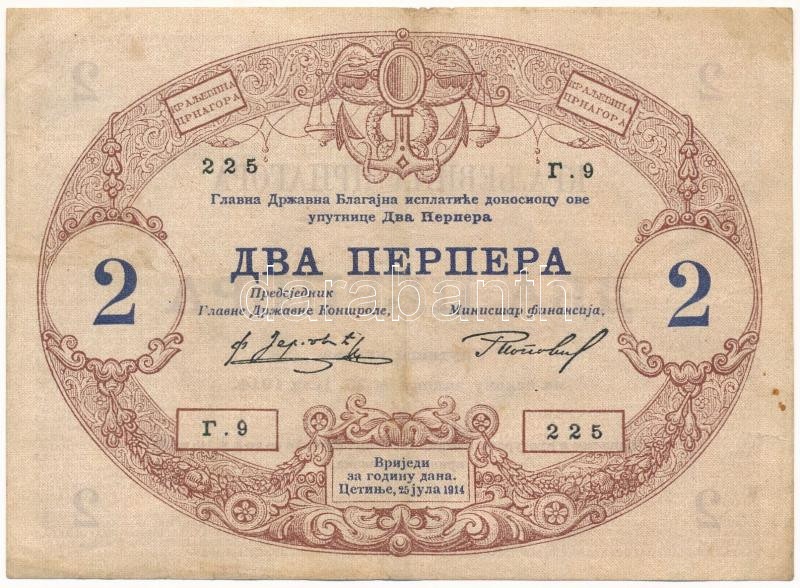 КРАЉЕВИНА
ЦРНАГОРА
КРАЉЕВИНА
ЦРНАГОРА
225
Г.9
Главна Државна Благајна исплатиће доносиоцу ове
упутнице Два Перпера
2
ДВА ПЕРПЕРА
2
Предсједник
Главне Државне Контроле,
Министар финансија,
darabanth
Г.9
225
Вриједи
за годину дана.
Цетиње, 25 јула 1914